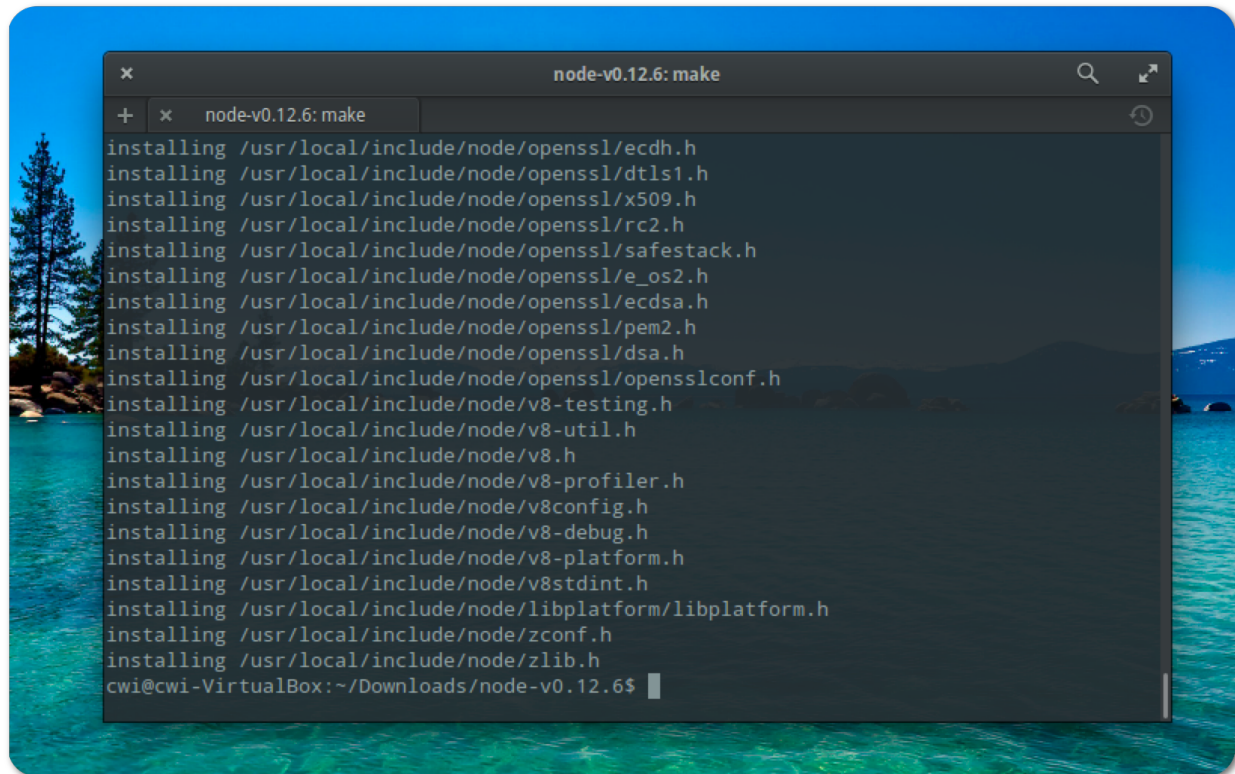 node-v0.12.6: make
node-v0.12.6: make
installing /usr/local/include/node/openssl/ecdh.h
installing /usr/local/include/node/openssl/dtls1.h
installing /usr/local/include/node/openssl/x509.h
installing /usr/local/include/node/openssl/rc2.h
installing /usr/local/include/node/openssl/safestack.h
installing /usr/local/include/node/openssl/e_os2.h
installing /usr/local/include/node/openssl/ecdsa.h
installing /usr/local/include/node/openssl/pem2.h
installing /usr/local/include/node/openssl/dsa.h
installing /usr/local/include/node/openssl/opensslconf.h
installing /usr/local/include/node/v8-testing.h
installing /usr/local/include/node/v8-util.h
installing /usr/local/include/node/v8.h
installing /usr/local/include/node/v8-profiler.h
installing /usr/local/include/node/v8config.h
installing /usr/local/include/node/v8-debug.h
installing /usr/local/include/node/v8-platform.h
installing /usr/local/include/node/v8stdint.h
installing /usr/local/include/node/libplatform/libplatform.h
installing /usr/local/include/node/zconf.h
installing /usr/local/include/node/zlib.h
cwi@cwi-VirtualBox:~/Downloads/node-v0.12.6$